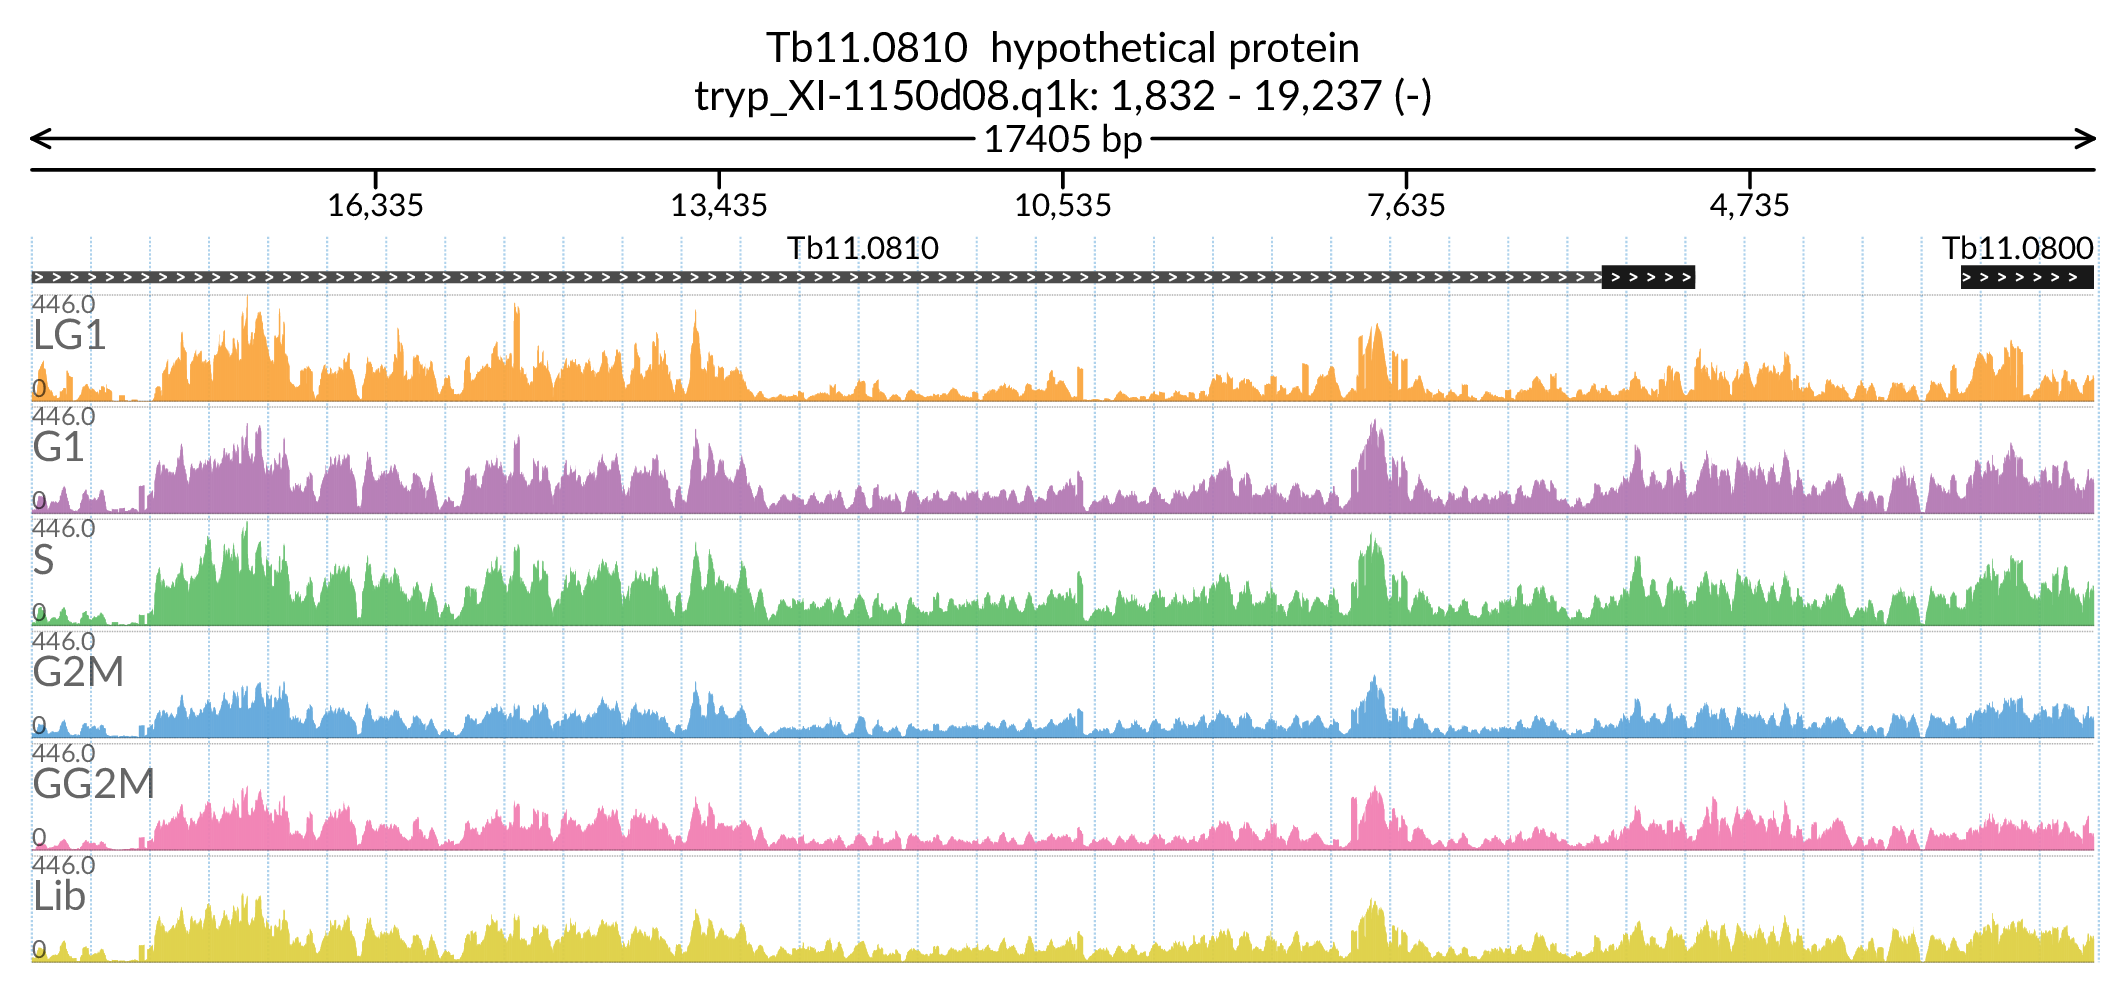 Tb11.0810 hypothetical protein
tryp_XI-1150d08.q1k: 1,832 - 19,237 (-)
17405 bp
16,335 13,435 10,535 7,635 4,735
Tb11.0810 Tb11.0800
446.0
LG1
0
446.0
G1
0
446.0
S
0
446.0
G2M
0
446.0
GG2M
0
446.0
Lib
0